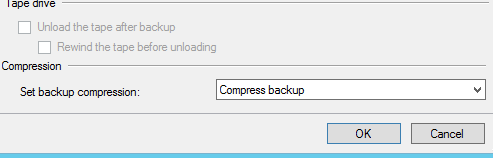 Tape drive
Unload the tape after backup
Rewind the tape before unloading
Compression
Set backup compression:
Compress backup
OK
Cancel